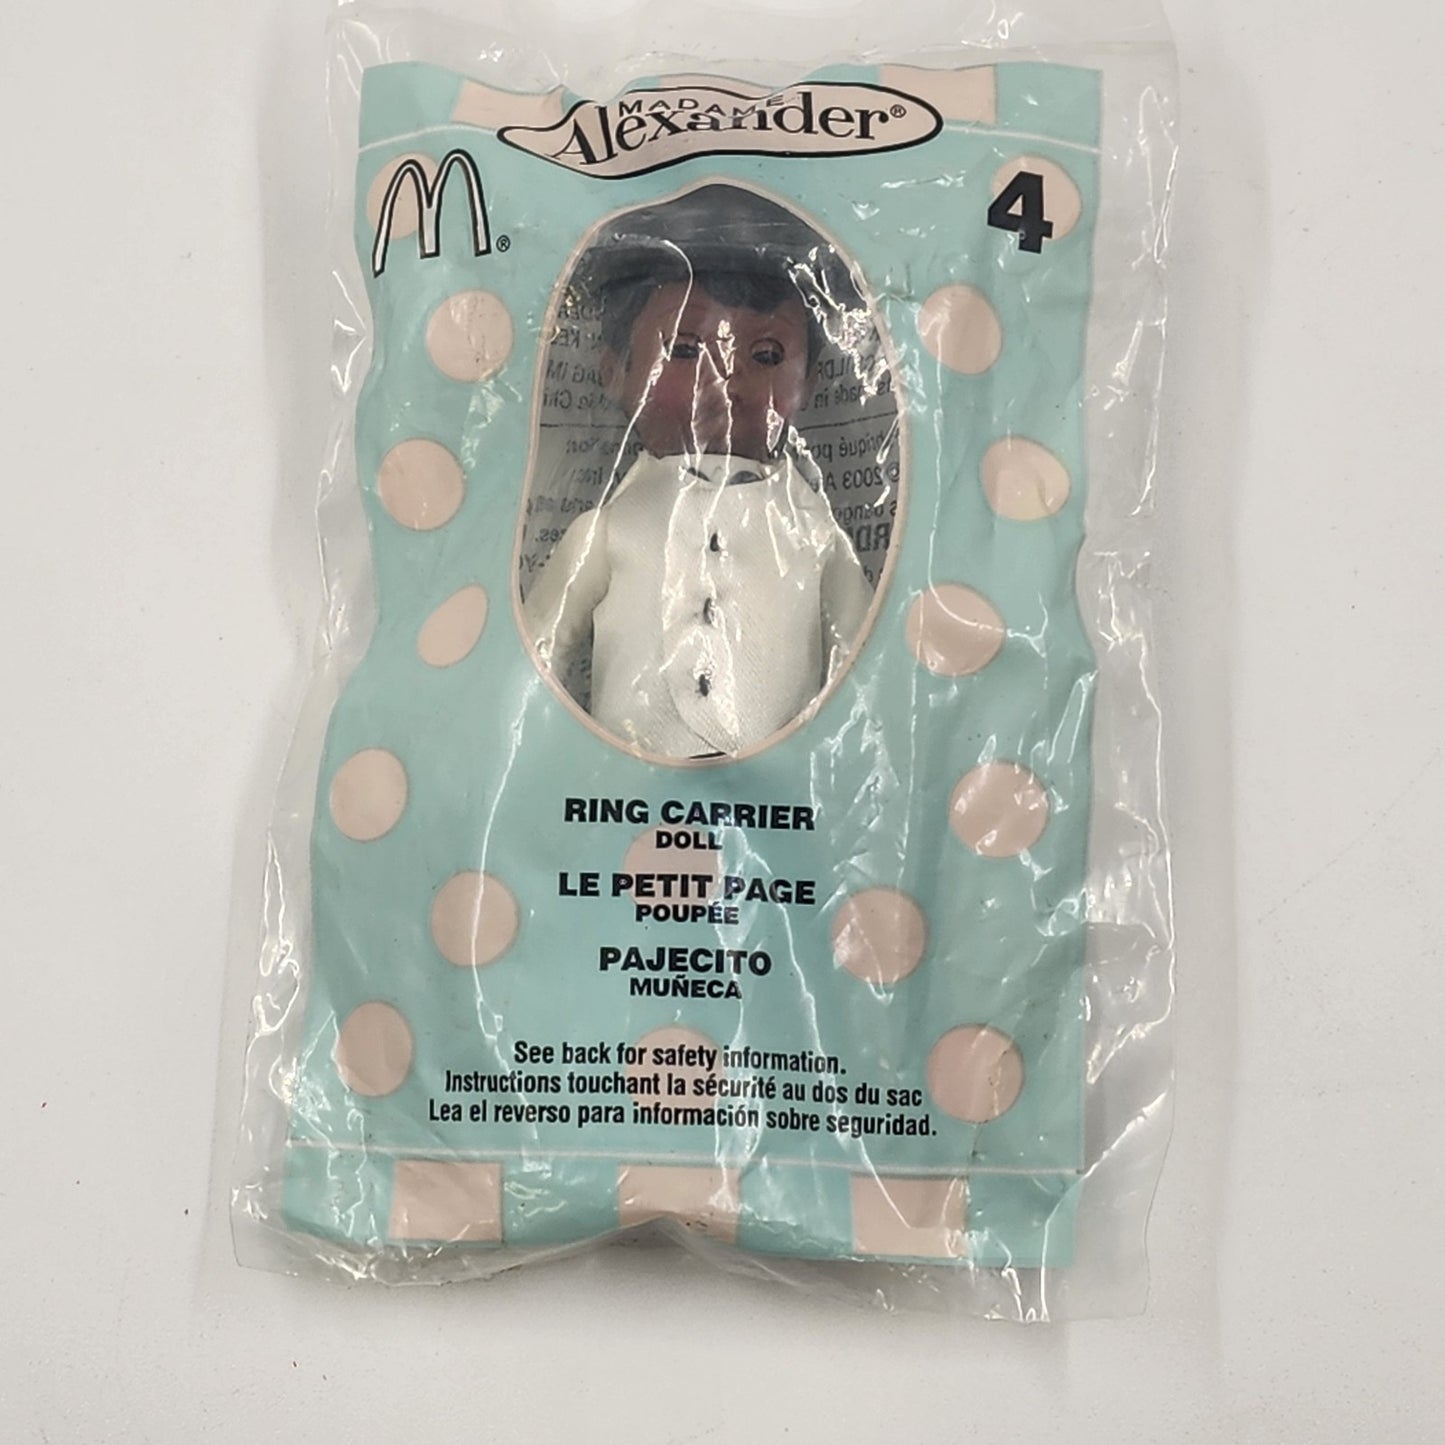 MADAME
Alexander®
M®
4
RING CARRIER
DOLL
LE PETIT PAGE
POUPÉE
PAJECITO
MUÑECA
See back for safety information.
Instructions touchant la sécurité au dos du sac
Lea el reverso para información sobre seguridad.